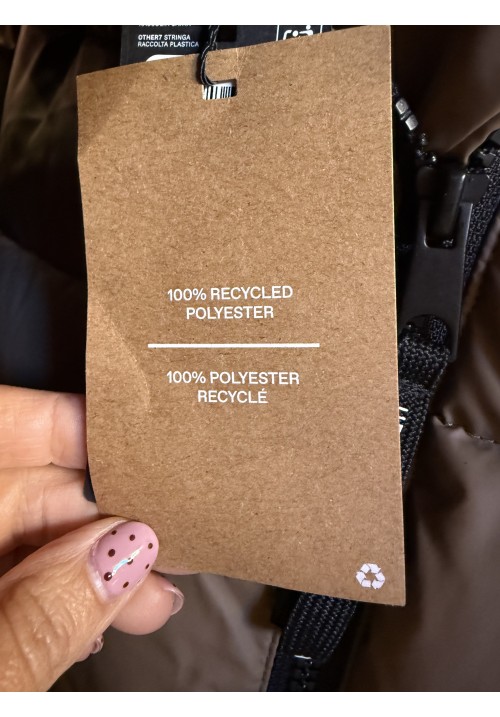 OTHER7 STRINGA
RACCOLTA PLASTICA
100% RECYCLED
POLYESTER
100% POLYESTER
RECYCLÉ